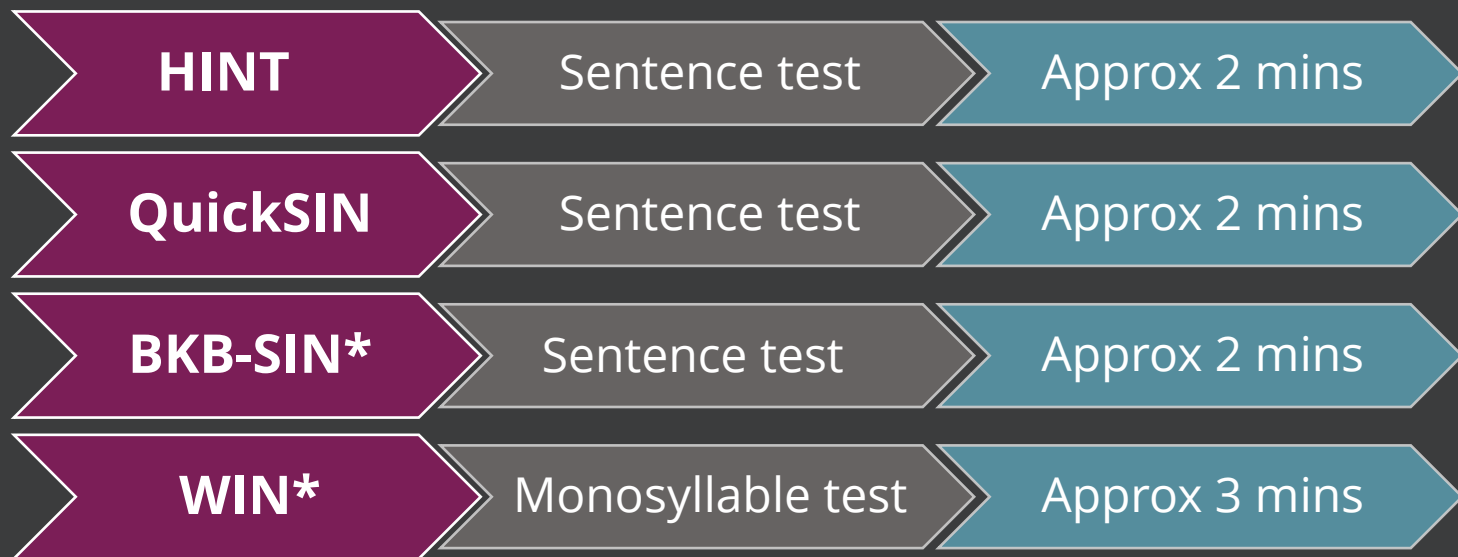 HINT Sentence test Approx 2 mins
QuickSIN Sentence test Approx 2 mins
BKB-SIN* Sentence test Approx 2 mins
WIN* Monosyllable test Approx 3 mins